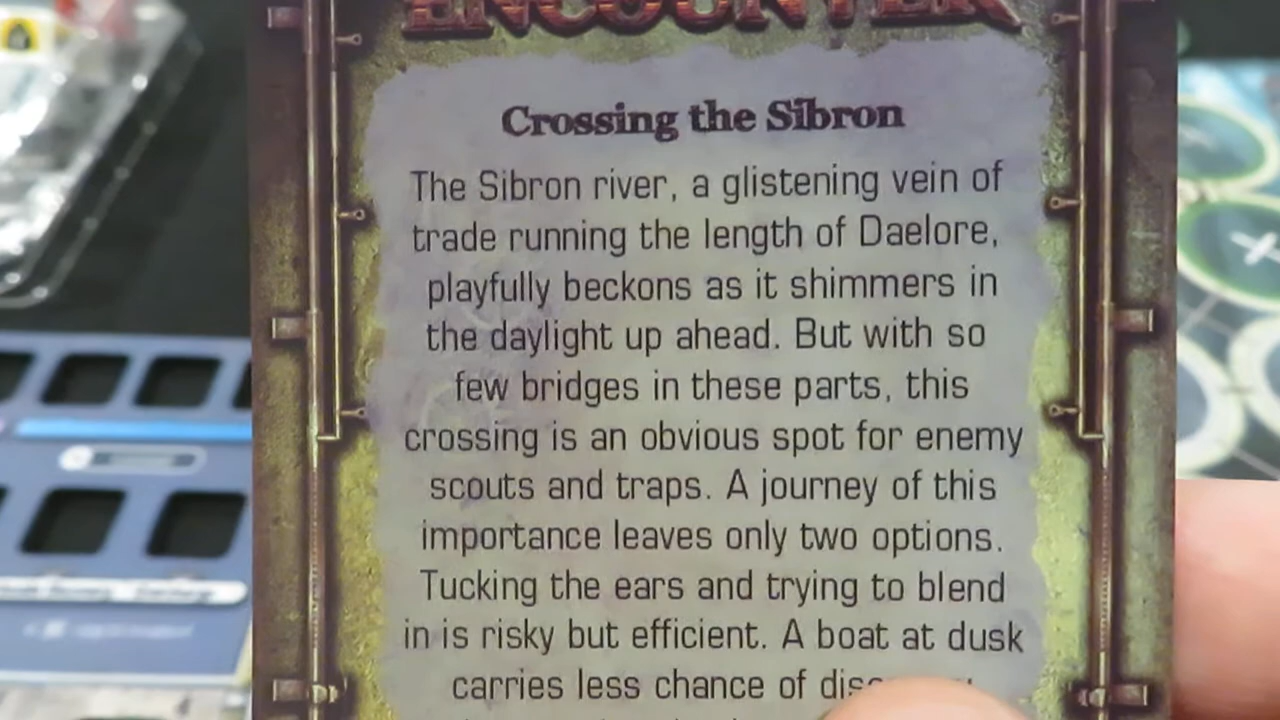 ENCOUNTER
Crossing the Sibron
The Sibron river, a glistening vein of
trade running the length of Daelore,
playfully beckons as it shimmers in
the daylight up ahead. But with so
few bridges in these parts, this
crossing is an obvious spot for enemy
scouts and traps. A journey of this
importance leaves only two options.
Tucking the ears and trying to blend
in is risky but efficient. A boat at dusk
carries less chance of